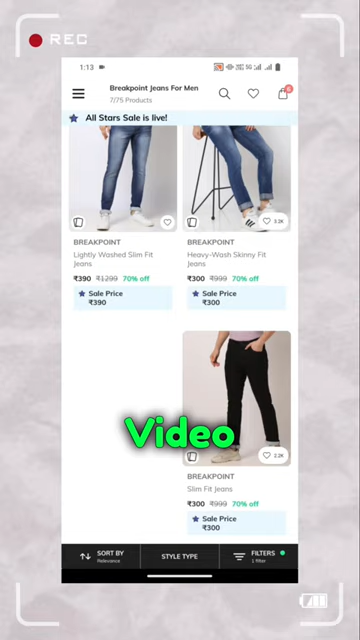 REC
1:13
5G
Breakpoint Jeans For Men
7/75 Products
All Stars Sale is live!
BREAKPOINT
Lightly Washed Slim Fit
Jeans
₹390 ₹1299 70% off
Sale Price
₹390
3.2K
BREAKPOINT
Heavy-Wash Skinny Fit
Jeans
₹300 ₹999 70% off
Sale Price
₹300
Video
2.2K
BREAKPOINT
Slim Fit Jeans
₹300 ₹999 70% off
Sale Price
₹300
SORT BY
Relevance
STYLE TYPE
FILTERS
1 filter